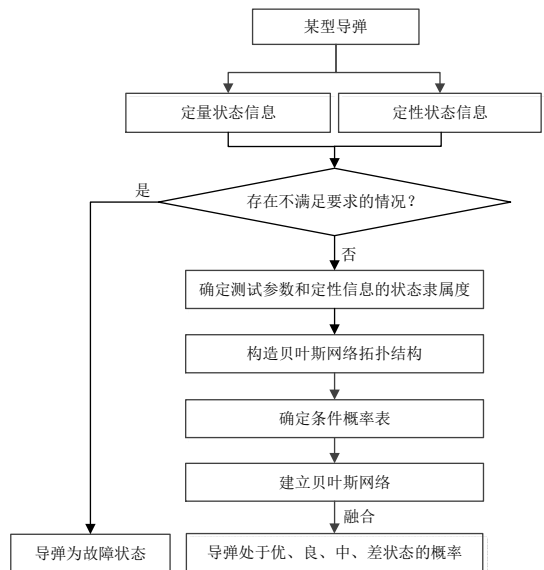 某型导弹
定量状态信息
定性状态信息
存在不满足要求的情况？
是
否
确定测试参数和定性信息的状态隶属度
构造贝叶斯网络拓扑结构
确定条件概率表
建立贝叶斯网络
融合
导弹为故障状态
导弹处于优、良、中、差状态的概率